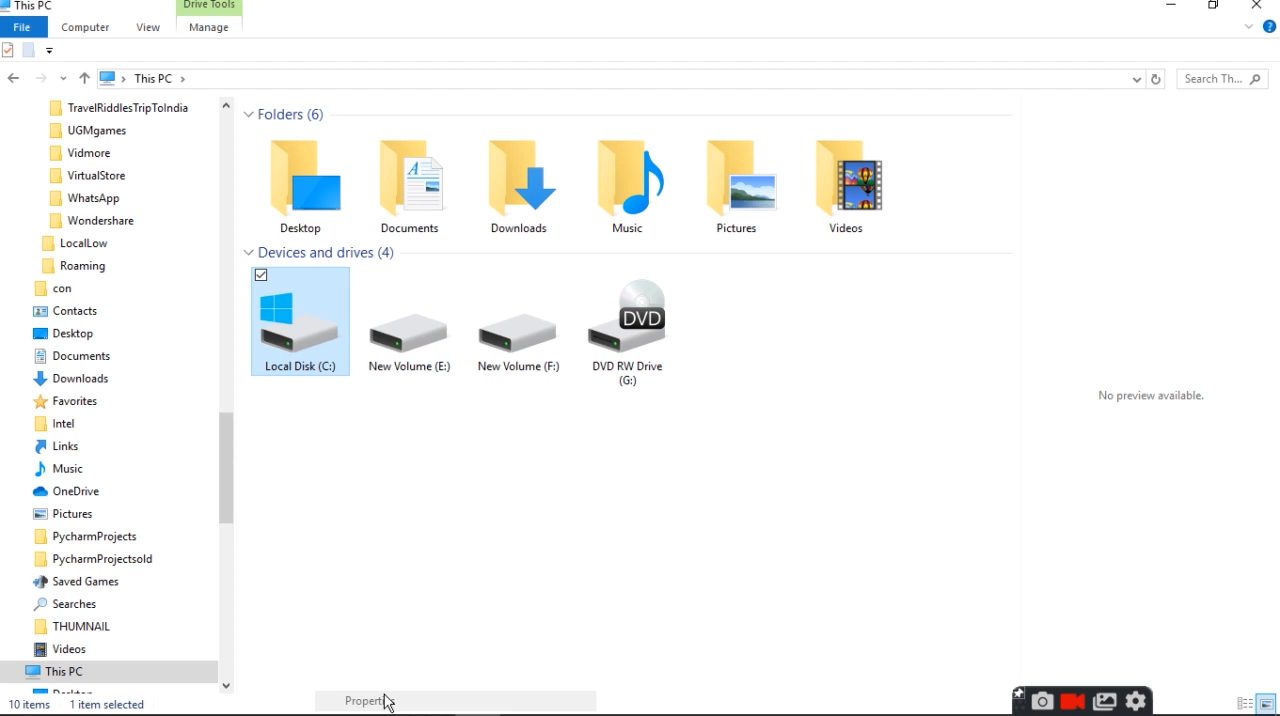 This PC
Drive Tools
File
Computer
View
Manage
This PC
Search Th...
TravelRiddlesTripToIndia
UGMgames
Vidmore
VirtualStore
WhatsApp
Wondershare
LocalLow
Roaming
con
Contacts
Desktop
Documents
Downloads
Favorites
Intel
Links
Music
OneDrive
Pictures
PycharmProjects
PycharmProjectsold
Saved Games
Searches
THUMNAIL
Videos
This PC
Desktop
Folders (6)
Desktop
Documents
Downloads
Music
Pictures
Videos
Devices and drives (4)
DVD
Local Disk (C:)
New Volume (E:)
New Volume (F:)
DVD RW Drive
(G:)
No preview available.
Properties
10 items
1 item selected